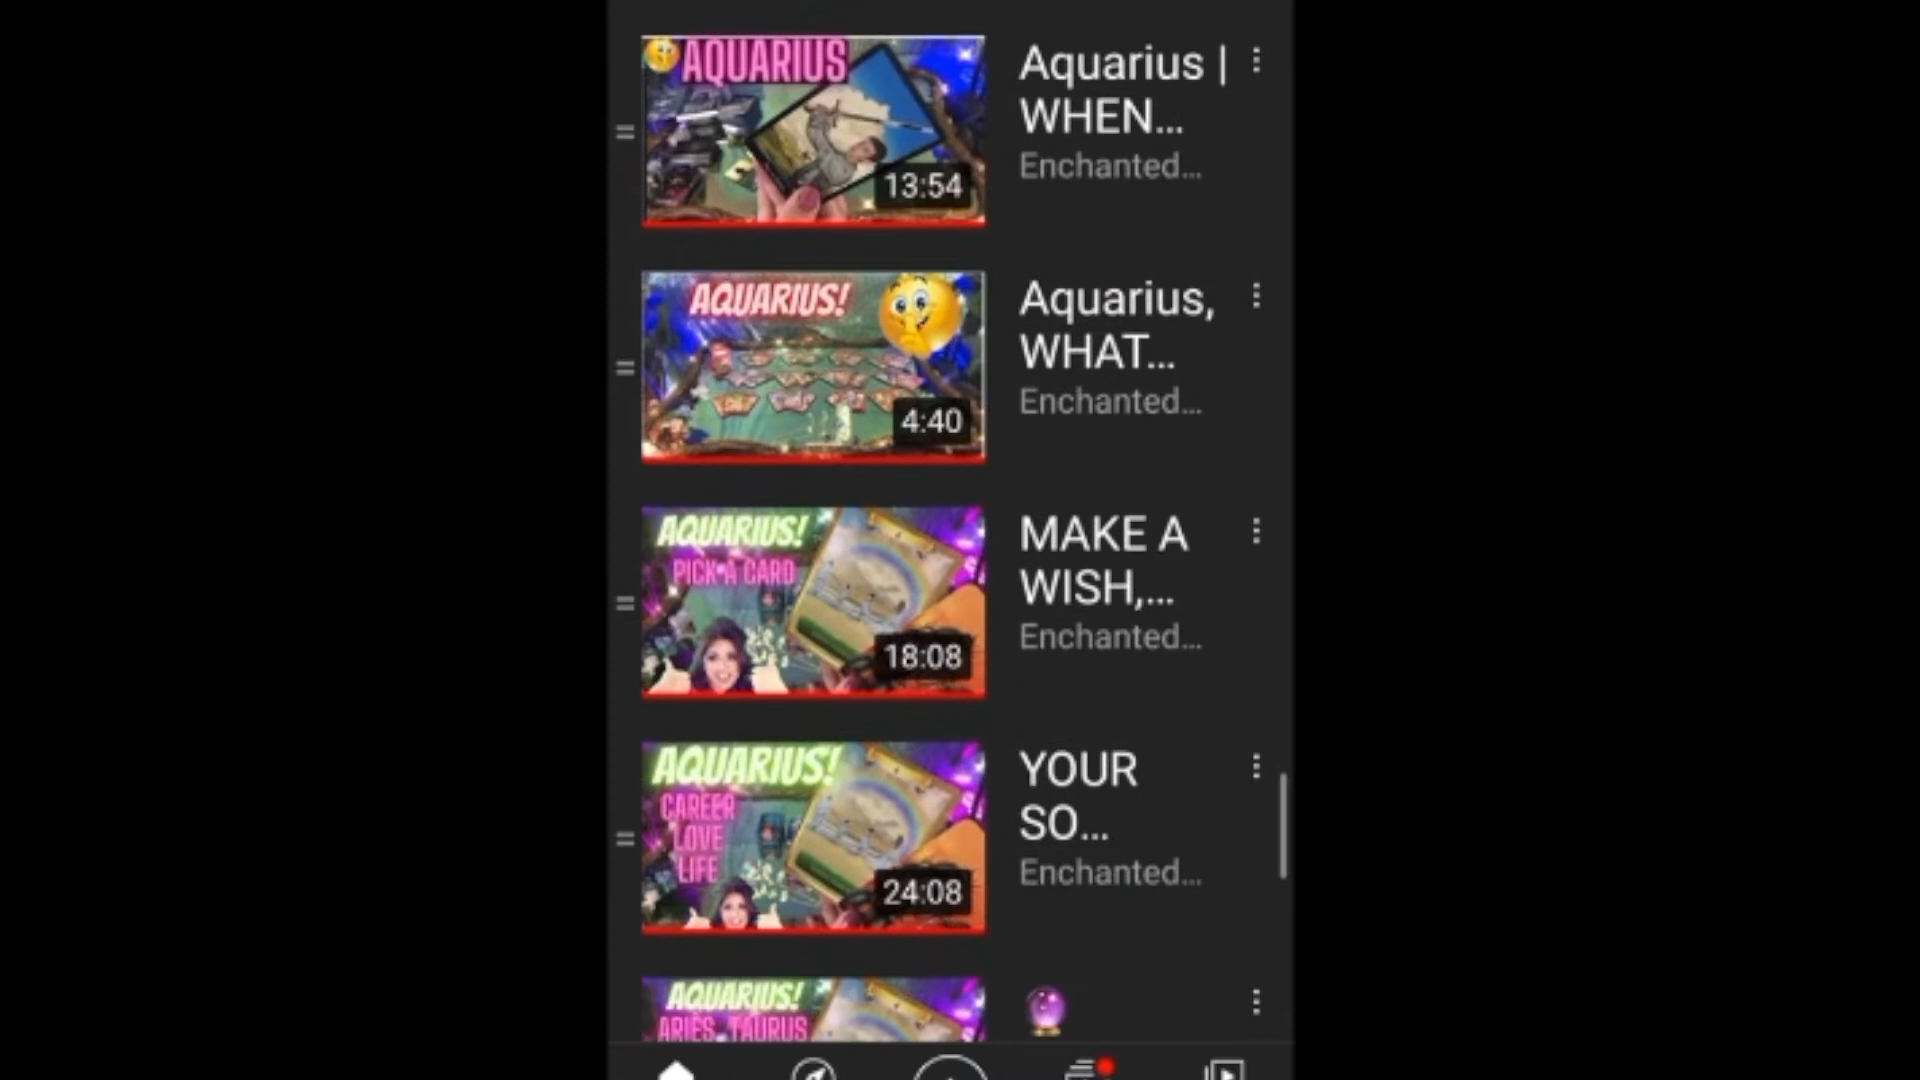 AQUARIUS
13:54
Aquarius |
WHEN...
Enchanted...
AQUARIUS!
4:40
Aquarius,
WHAT...
Enchanted...
AQUARIUS!
PICK A CARD
18:08
MAKE A
WISH,...
Enchanted...
AQUARIUS!
CAREER
LOVE
LIFE
24:08
YOUR
SO...
Enchanted...
AQUARIUS!
ARIES, TAURUS